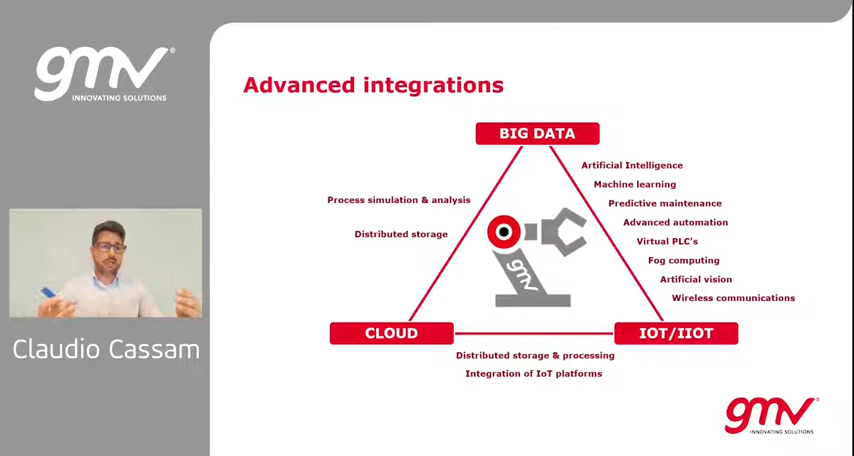 gmv®
INNOVATING SOLUTIONS
Advanced integrations
BIG DATA
Artificial Intelligence
Machine learning
Process simulation & analysis
Predictive maintenance
Advanced automation
Distributed storage
Virtual PLC's
Fog computing
gmv
Artificial vision
Wireless communications
CLOUD
IOT/IIOT
Claudio Cassam
Distributed storage & processing
Integration of IoT platforms
gmv®
INNOVATING SOLUTIONS